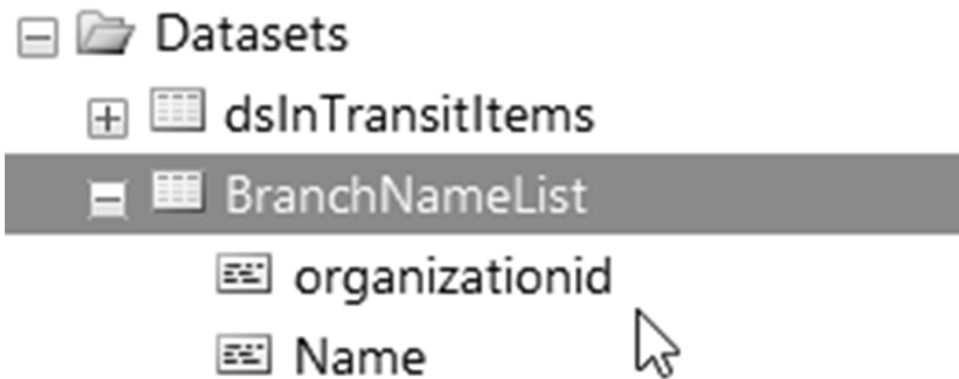 Datasets
dsInTransitItems
BranchNameList
organizationid
Name